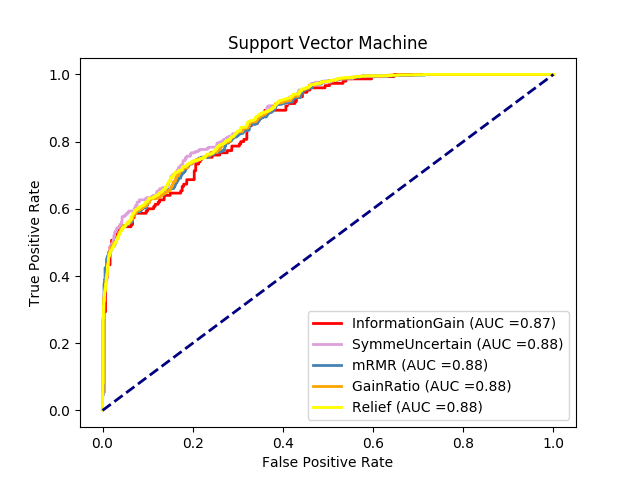 Support Vector Machine
True Positive Rate
1.0
0.8
0.6
0.4
0.2
0.0
InformationGain (AUC =0.87)
SymmeUncertain (AUC =0.88)
mRMR (AUC =0.88)
GainRatio (AUC =0.88)
Relief (AUC =0.88)
0.0 0.2 0.4 0.6 0.8 1.0
False Positive Rate